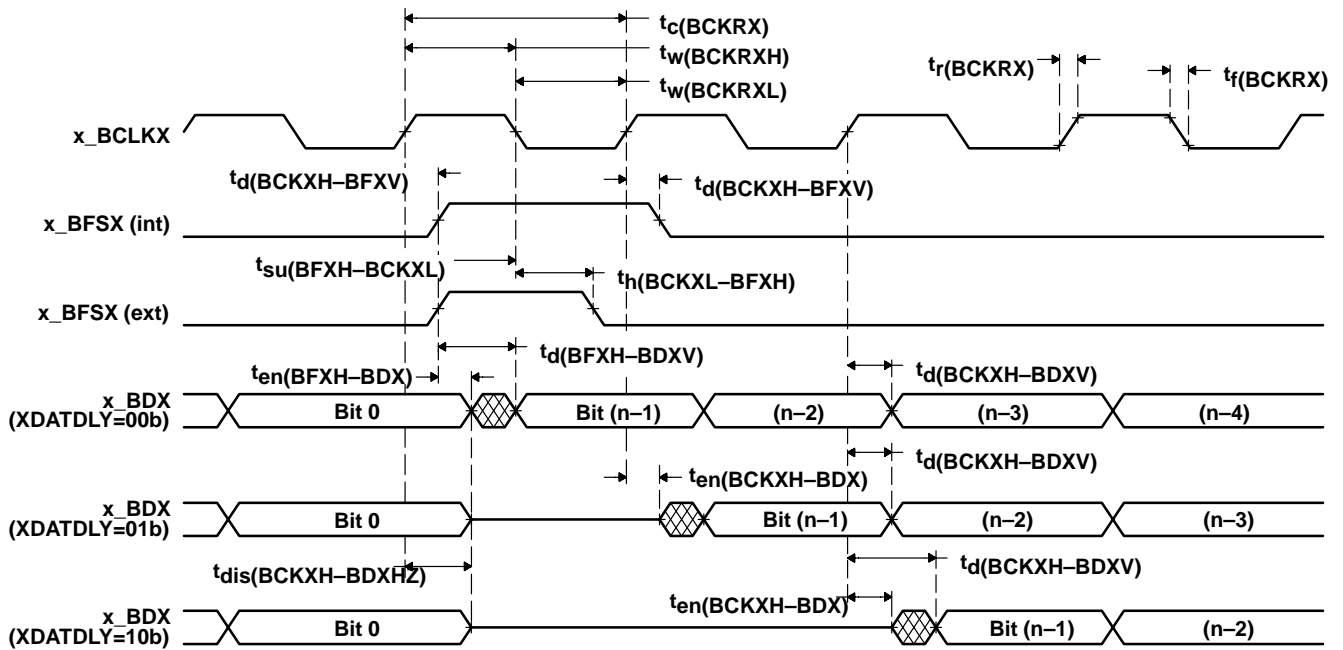 tc(BCKRX)
tw(BCKRXH)
tw(BCKRXL)
tr(BCKRX)
tf(BCKRX)
x_BCLKX
td(BCKXH–BFXV)
td(BCKXH–BFXV)
x_BFSX (int)
tsu(BFXH–BCKXL)
th(BCKXL–BFXH)
x_BFSX (ext)
td(BFXH–BDXV)
ten(BFXH–BDX)
td(BCKXH–BDXV)
x_BDX
(XDATDLY=00b)
Bit 0
Bit (n–1)
(n–2)
(n–3)
(n–4)
td(BCKXH–BDXV)
ten(BCKXH–BDX)
x_BDX
(XDATDLY=01b)
Bit 0
Bit (n–1)
(n–2)
(n–3)
tdis(BCKXH–BDXHZ)
td(BCKXH–BDXV)
ten(BCKXH–BDX)
x_BDX
(XDATDLY=10b)
Bit 0
Bit (n–1)
(n–2)